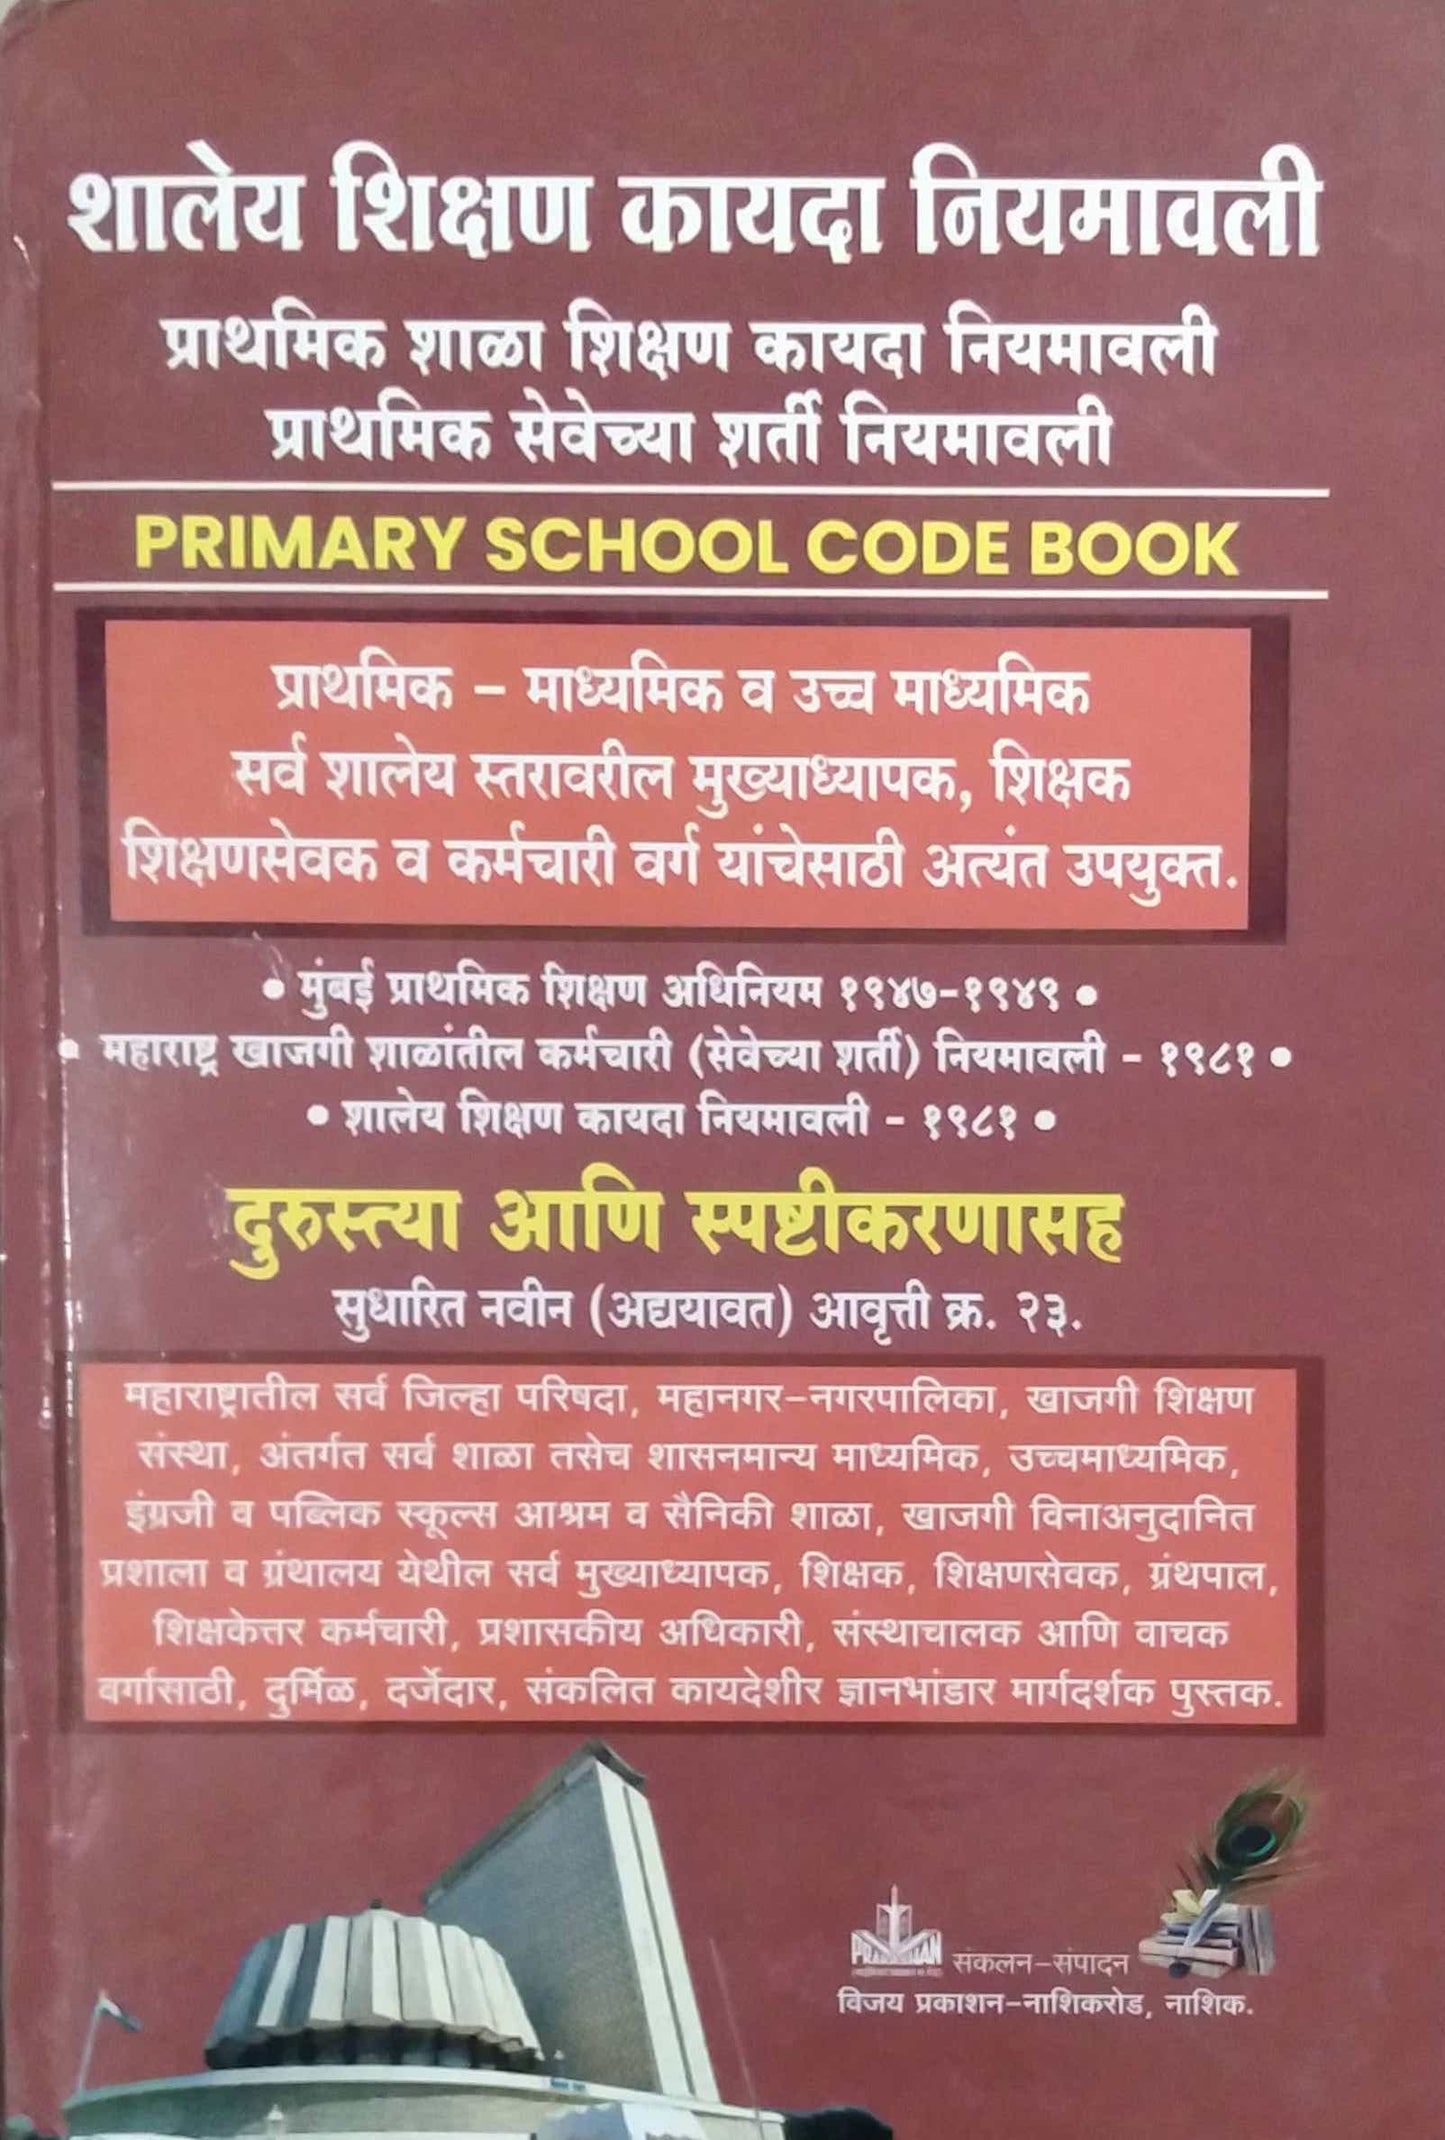 शालेय शिक्षण कायदा नियमावली
प्राथमिक शाळा शिक्षण कायदा नियमावली
प्राथमिक सेवेच्या शर्ती नियमावली
PRIMARY SCHOOL CODE BOOK
प्राथमिक - माध्यमिक व उच्च माध्यमिक
सर्व शालेय स्तरावरील मुख्याध्यापक, शिक्षक
शिक्षणसेवक व कर्मचारी वर्ग यांचेसाठी अत्यंत उपयुक्त.
• मुंबई प्राथमिक शिक्षण अधिनियम १९४७-१९४९ •
• महाराष्ट्र खाजगी शाळांतील कर्मचारी (सेवेच्या शर्ती) नियमावली - १९८१ •
• शालेय शिक्षण कायदा नियमावली - १९८१ •
दुरुस्त्या आणि स्पष्टीकरणासह
सुधारित नवीन (अद्ययावत) आवृत्ती क्र. २३.
महाराष्ट्रातील सर्व जिल्हा परिषदा, महानगर-नगरपालिका, खाजगी शिक्षण
संस्था, अंतर्गत सर्व शाळा तसेच शासनमान्य माध्यमिक, उच्चमाध्यमिक,
इंग्रजी व पब्लिक स्कूल्स आश्रम व सैनिकी शाळा, खाजगी विनाअनुदानित
प्रशाला व ग्रंथालय येथील सर्व मुख्याध्यापक, शिक्षक, शिक्षणसेवक, ग्रंथपाल,
शिक्षकेत्तर कर्मचारी, प्रशासकीय अधिकारी, संस्थाचालक आणि वाचक
वर्गासाठी, दुर्मिळ, दर्जेदार, संकलित कायदेशीर ज्ञानभांडार मार्गदर्शक पुस्तक.
संकलन-संपादन
विजय प्रकाशन-नाशिकरोड, नाशिक.